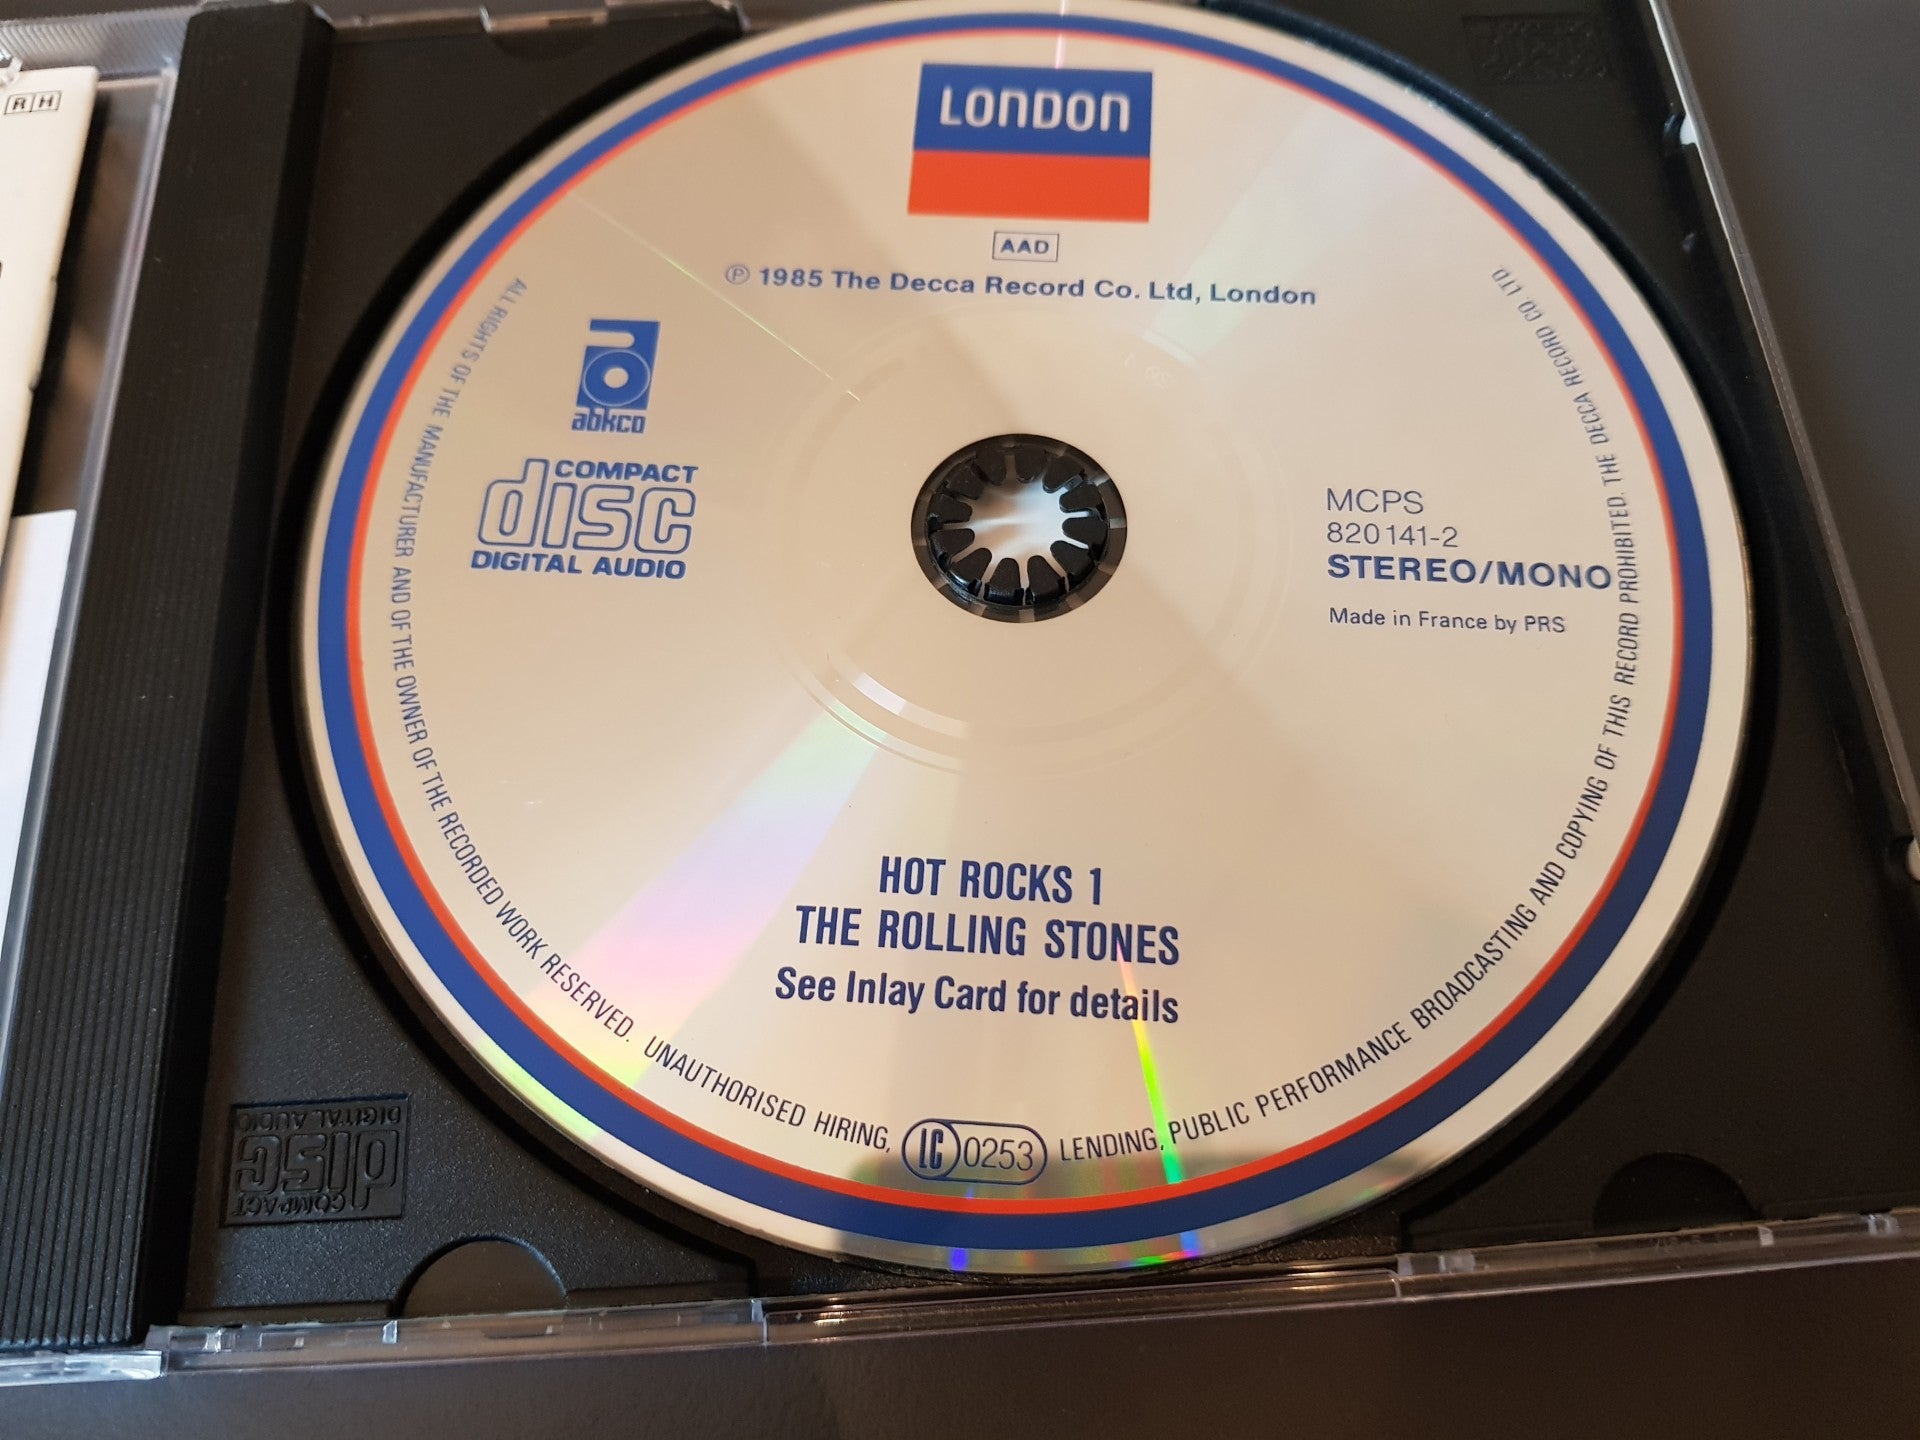 R H
LONDON
AAD
℗ 1985 The Decca Record Co. Ltd, London
abkco
COMPACT
disc
DIGITAL AUDIO
MCPS
820 141-2
STEREO/MONO
Made in France by PRS
HOT ROCKS 1
THE ROLLING STONES
See Inlay Card for details
ALL RIGHTS OF THE MANUFACTURER AND OF THE OWNER OF THE RECORDED WORK RESERVED. UNAUTHORISED HIRING, LENDING, PUBLIC PERFORMANCE BROADCASTING AND COPYING OF THIS RECORD PROHIBITED. THE DECCA RECORD CO LTD.
LC 0253
COMPACT
disc
DIGITAL AUDIO